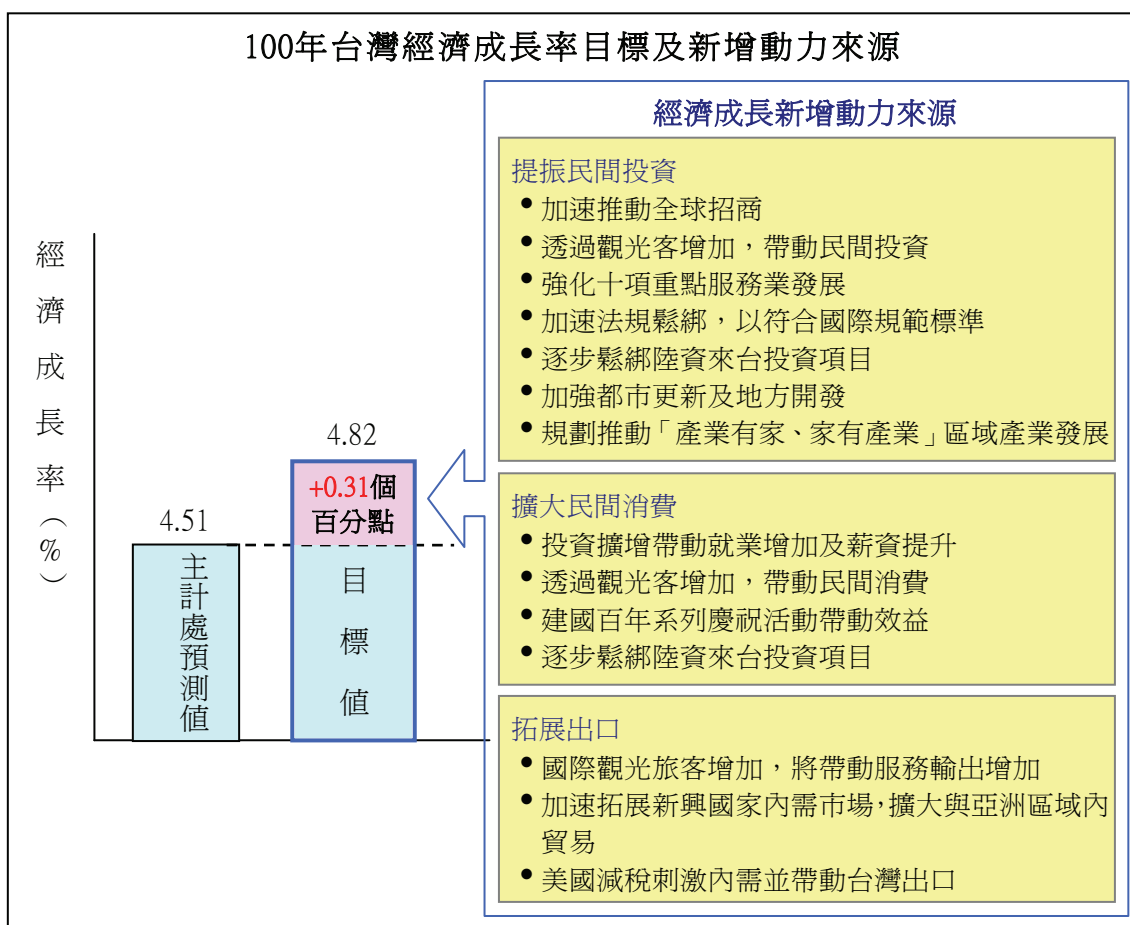 100年台灣經濟成長率目標及新增動力來源
經濟成長率(%)
4.51
主計處預測值
4.82
+0.31個
百分點
目標值
經濟成長新增動力來源
提振民間投資
•加速推動全球招商
•透過觀光客增加，帶動民間投資
•強化十項重點服務業發展
•加速法規鬆綁，以符合國際規範標準
•逐步鬆綁陸資來台投資項目
•加強都市更新及地方開發
•規劃推動「產業有家、家有產業」區域產業發展
擴大民間消費
•投資擴增帶動就業增加及薪資提升
•透過觀光客增加，帶動民間消費
•建國百年系列慶祝活動帶動效益
•逐步鬆綁陸資來台投資項目
拓展出口
•國際觀光旅客增加，將帶動服務輸出增加
•加速拓展新興國家內需市場，擴大與亞洲區域內
貿易
•美國減稅刺激內需並帶動台灣出口